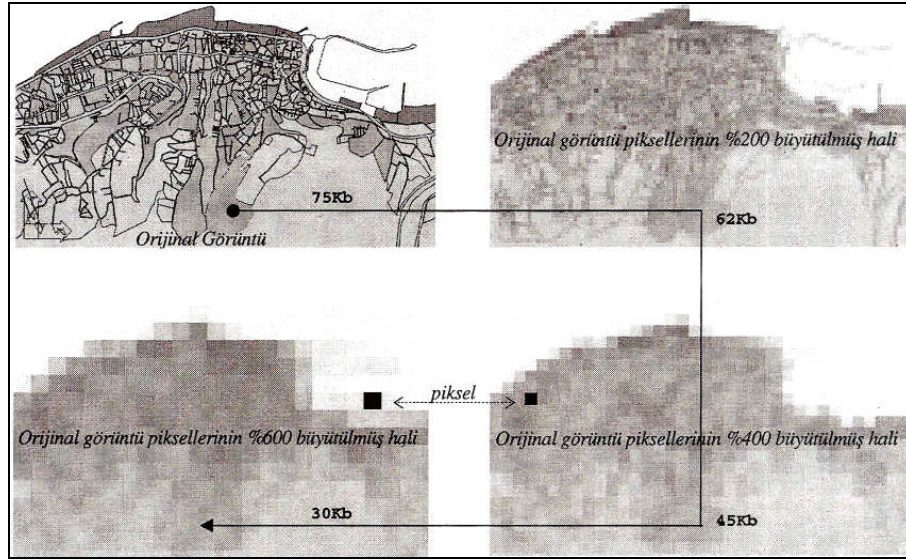 Orijinal görüntü piksellerinin %200 büyütülmüş hali
75Kb
62Kb
Orijinal Görüntü
piksel
Orijinal görüntü piksellerinin %600 büyütülmüş hali
Orijinal görüntü piksellerinin %400 büyütülmüş hali
30Kb
45Kb